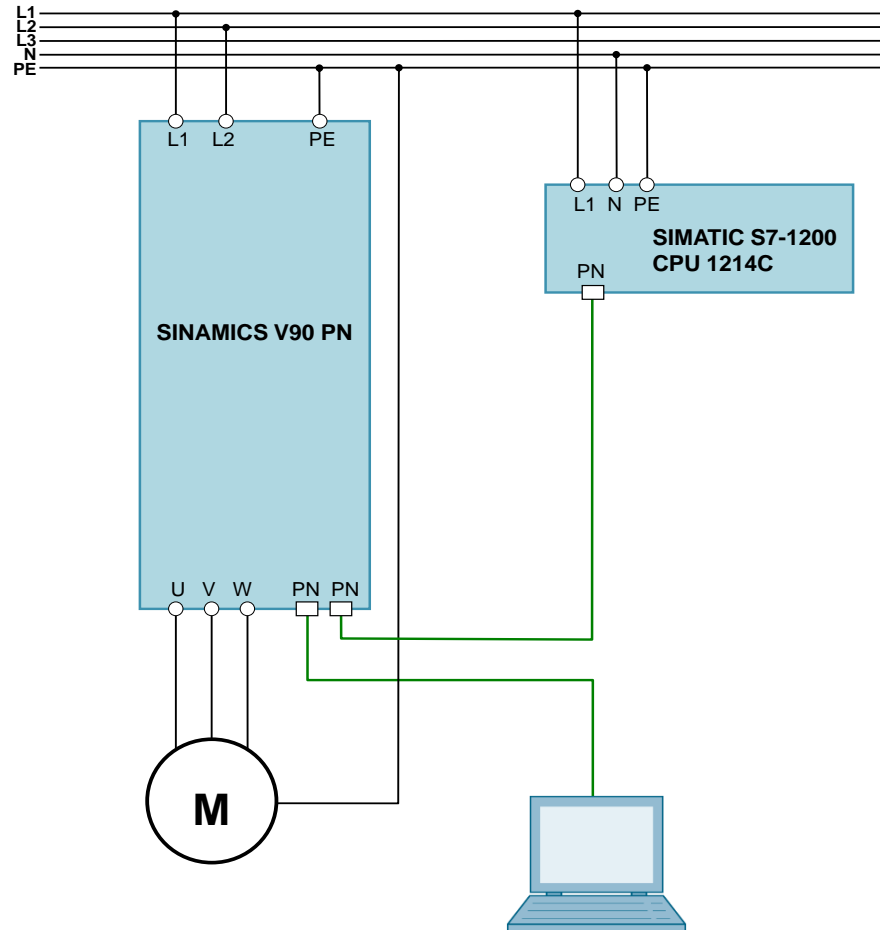 L1
L2
L3
N
PE
L1 L2 PE
L1 N PE
SIMATIC S7-1200
CPU 1214C
PN
SINAMICS V90 PN
U V W PN PN
M